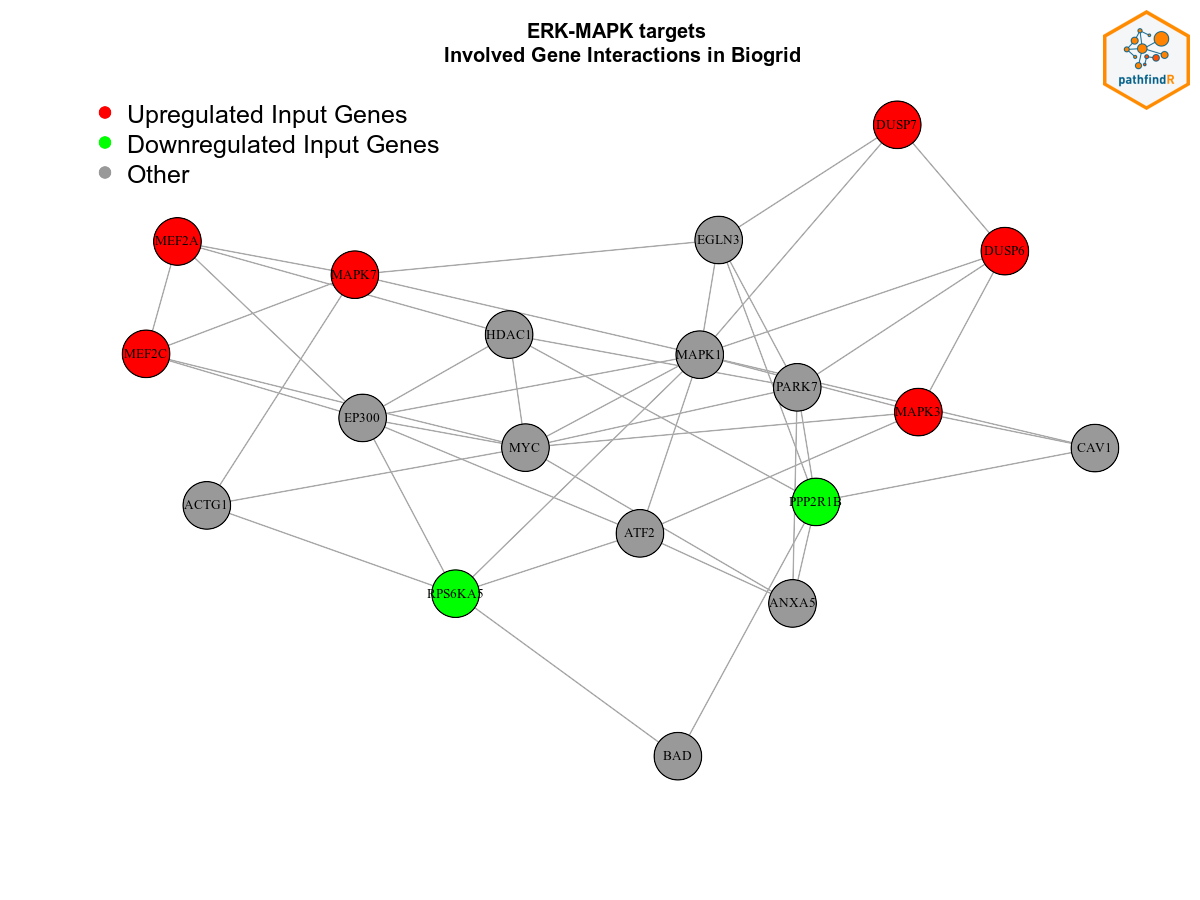 ERK-MAPK targets
Involved Gene Interactions in Biogrid
pathfindR
Upregulated Input Genes
Downregulated Input Genes
Other
DUSP7
MEF2A
EGLN3
DUSP6
MAPK7
HDAC1
MEF2C
MAPK1
PARK7
MAPK3
EP300
MYC
CAV1
ACTG1
PPP2R1B
ATF2
RPS6KA5
ANXA5
BAD